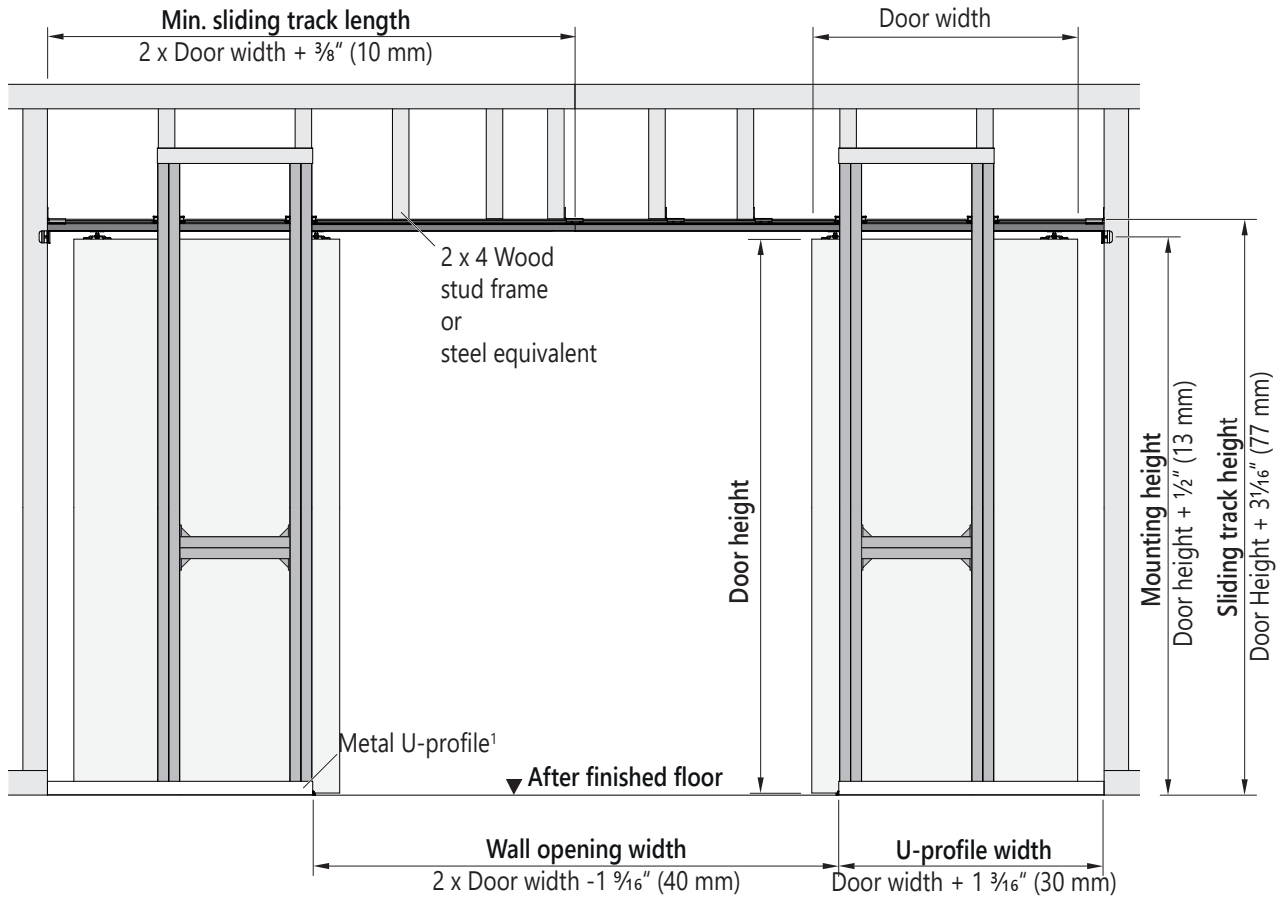 Min. sliding track length
2 x Door width + ⅜“ (10 mm)
Door width
2 x 4 Wood
stud frame
or
steel equivalent
Door height
Mounting height
Door height + ½“ (13 mm)
Sliding track height
Door Height + 3¹⁄₁₆“ (77 mm)
Metal U-profile¹
After finished floor
Wall opening width
2 x Door width -1 ⁹⁄₁₆“ (40 mm)
U-profile width
Door width + 1 ³⁄₁₆“ (30 mm)